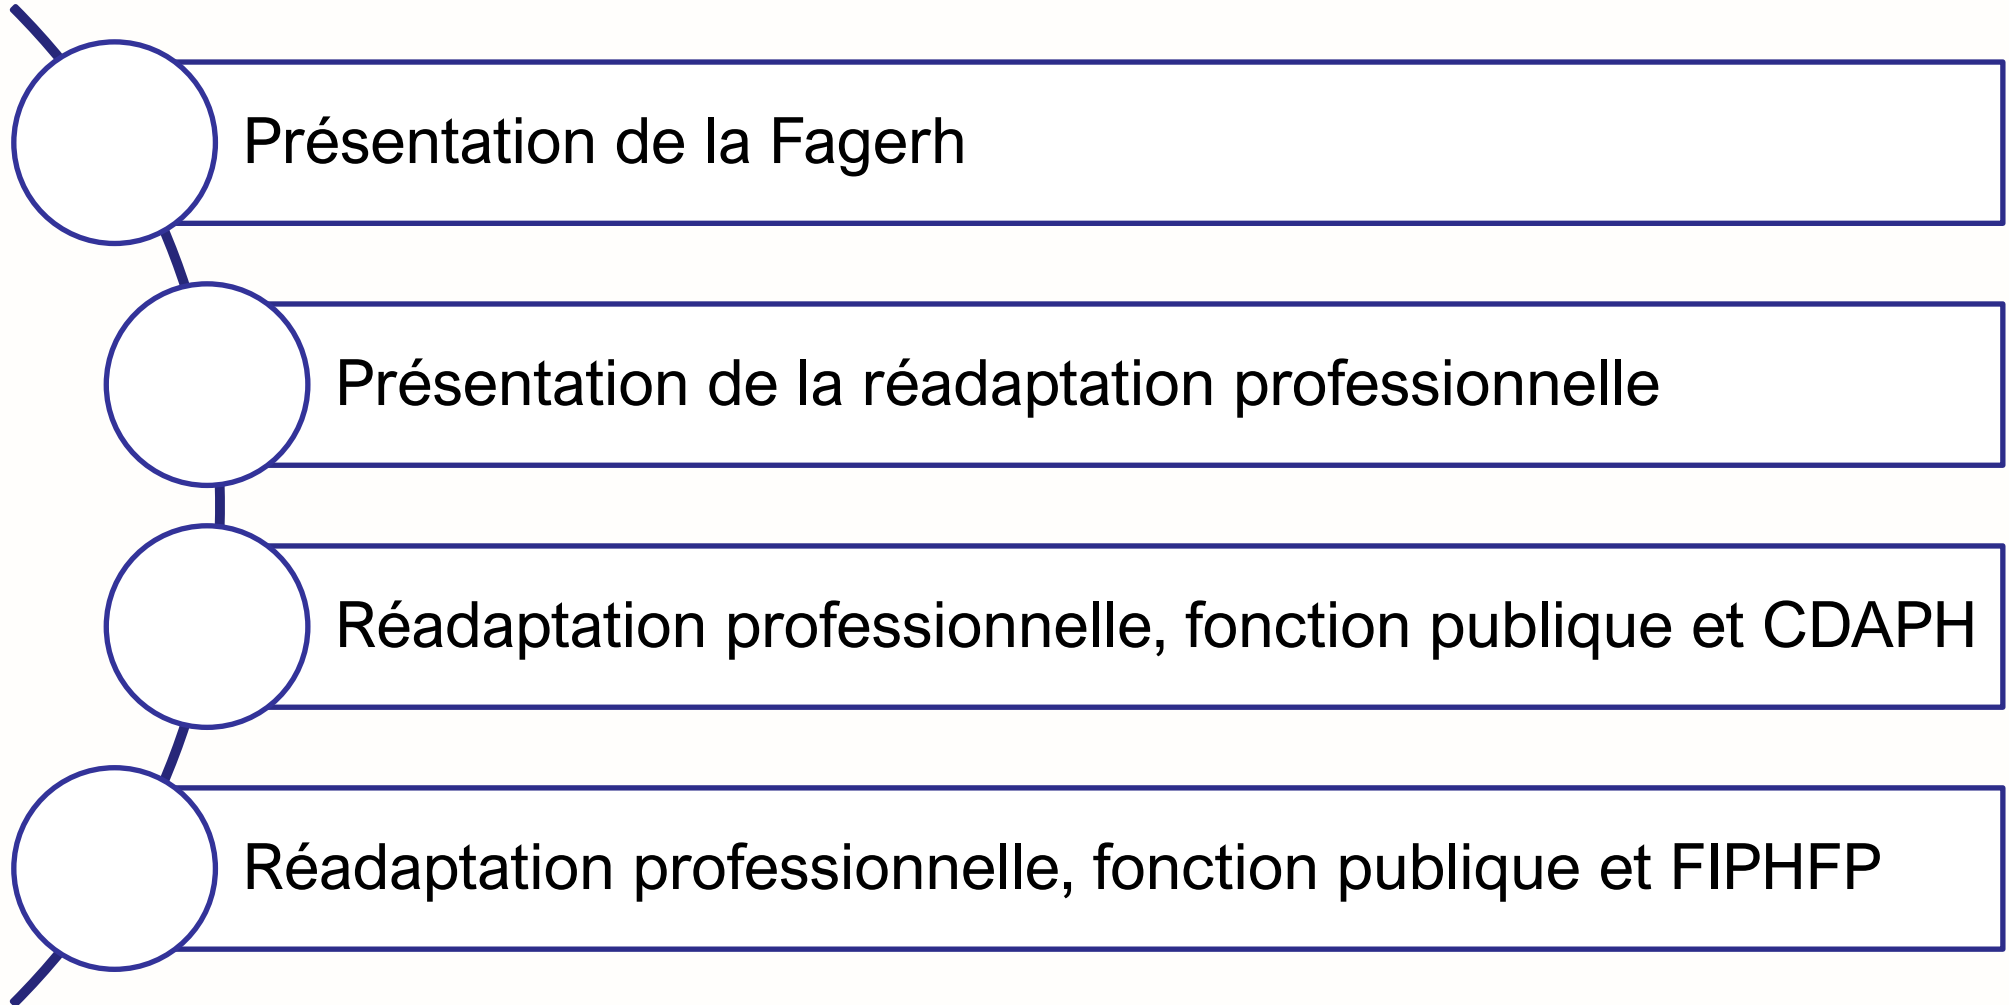 Présentation de la Fagerh
Présentation de la réadaptation professionnelle
Réadaptation professionnelle, fonction publique et CDAPH
Réadaptation professionnelle, fonction publique et FIPHFP